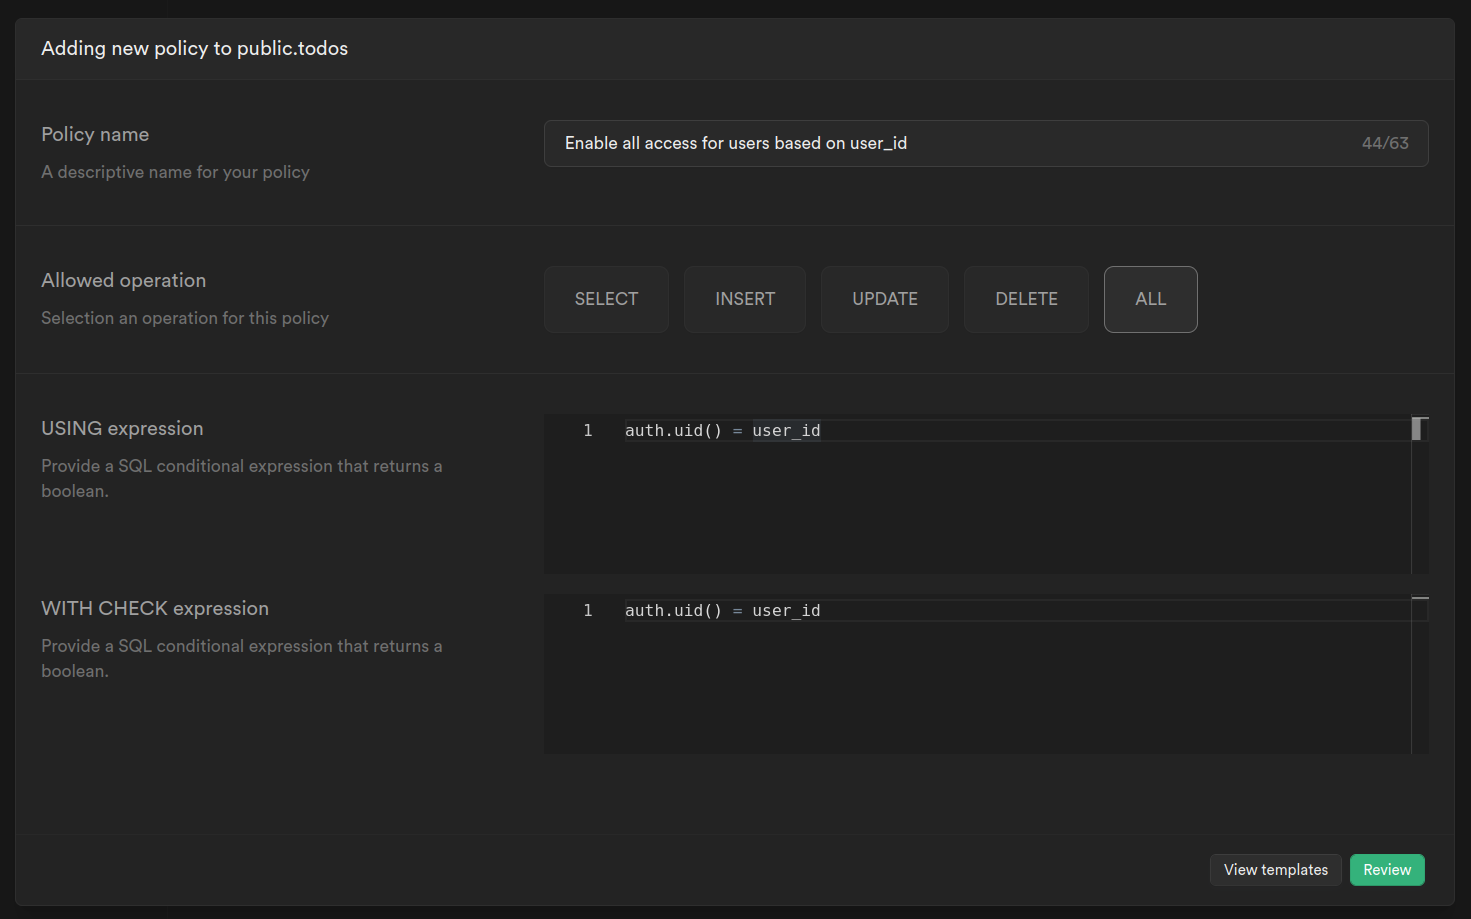 Adding new policy to public.todos
Policy name
A descriptive name for your policy
Enable all access for users based on user_id 44/63
Allowed operation
Selection an operation for this policy
SELECT INSERT UPDATE DELETE ALL
USING expression
Provide a SQL conditional expression that returns a
boolean.
1 auth.uid() = user_id
WITH CHECK expression
Provide a SQL conditional expression that returns a
boolean.
1 auth.uid() = user_id
View templates Review